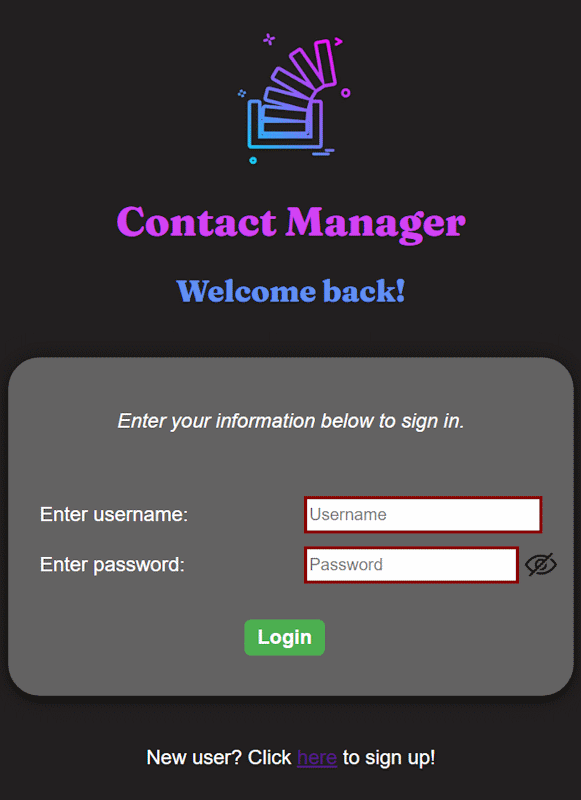 Contact Manager
Welcome back!
Enter your information below to sign in.
Enter username: Username
Enter password: Password
Login
New user? Click here to sign up!